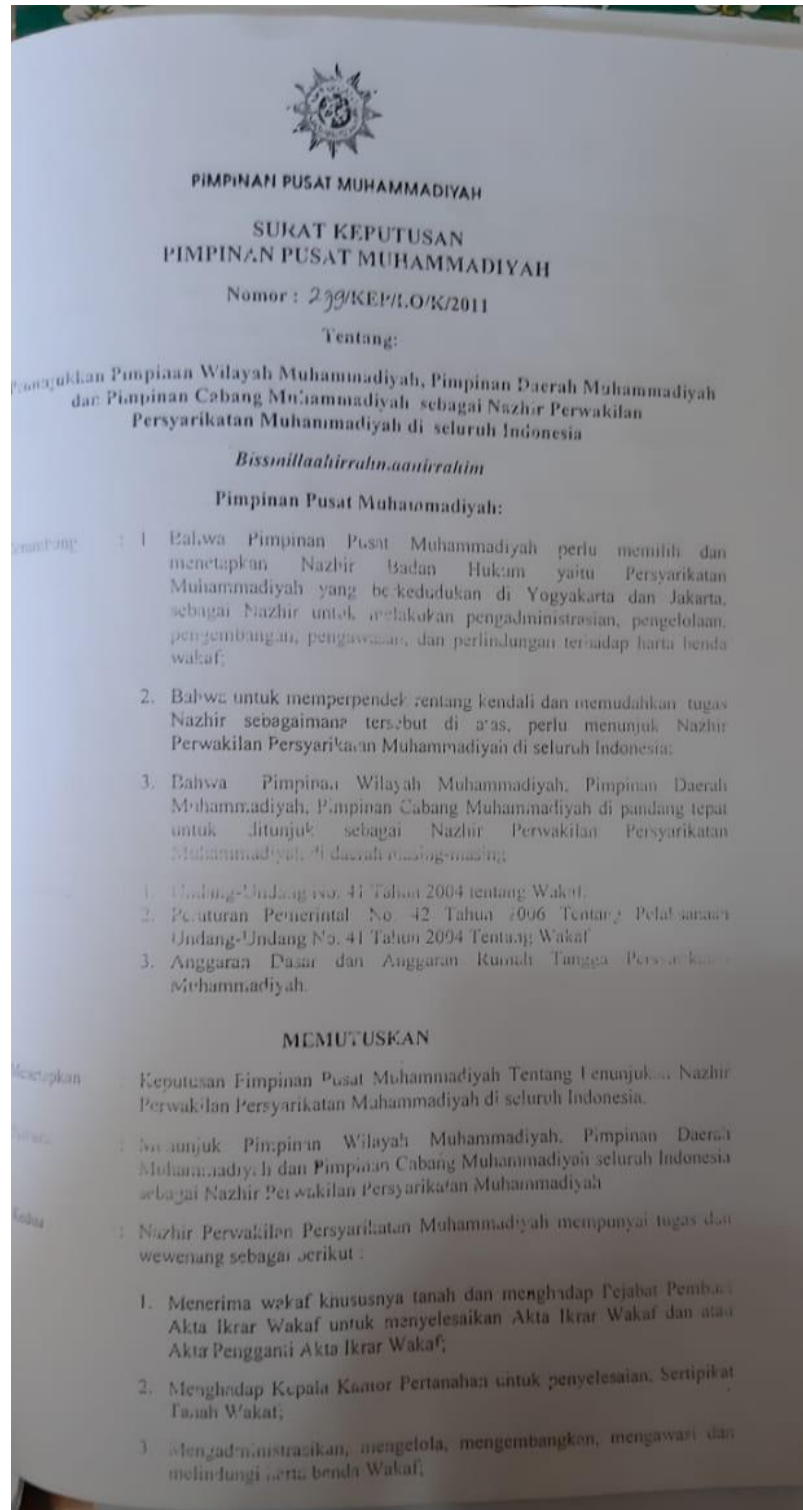 PIMPINAN PUSAT MUHAMMADIYAH
SURAT KEPUTUSAN
PIMPINAN PUSAT MUHAMMADIYAH
Nomor : 299/KEP/I.O/K/2011
Tentang:
Pimpinan Wilayah Muhammadiyah, Pimpinan Daerah Muhammadiyah
dan Pimpinan Cabang Muhammadiyah sebagai Nazhir Perwakilan
Persyarikatan Muhammadiyah di seluruh Indonesia
Bissmillaahirrahmaanirrahim
Pimpinan Pusat Muhammadiyah:
: 1 Bahwa Pimpinan Pusat Muhammadiyah perlu memilih dan
menetapkan Nazhir Badan Hukum yaitu Persyarikatan
Muhammadiyah yang berkedudukan di Yogyakarta dan Jakarta,
sebagai Nazhir untuk melakukan pengadministrasian, pengelolaan,
pengembangan, pengawasan, dan perlindungan terhadap harta benda
wakaf;
2. Bahwa untuk memperpendek rentang kendali dan memudahkan tugas
Nazhir sebagaimana tersebut di atas, perlu menunjuk Nazhir
Perwakilan Persyarikatan Muhammadiyah di seluruh Indonesia;
3. Bahwa Pimpinan Wilayah Muhammadiyah, Pimpinan Daerah
Muhammadiyah, Pimpinan Cabang Muhammadiyah di pandang tepat
untuk ditunjuk sebagai Nazhir Perwakilan Persyarikatan
Muhammadiyah di daerah masing-masing;
1. Undang-Undang No. 41 Tahun 2004 tentang Wakaf.
2. Peraturan Pemerintah No. 42 Tahun 2006 Tentang Pelaksanaan
Undang-Undang No. 41 Tahun 2004 Tentang Wakaf
3. Anggaran Dasar dan Anggaran Rumah Tangga Persyarikatan
Muhammadiyah.
MEMUTUSKAN
Menetapkan : Keputusan Pimpinan Pusat Muhammadiyah Tentang Penunjukan Nazhir
Perwakilan Persyarikatan Muhammadiyah di seluruh Indonesia.
: Menunjuk Pimpinan Wilayah Muhammadiyah, Pimpinan Daerah
Muhammadiyah dan Pimpinan Cabang Muhammadiyah seluruh Indonesia
sebagai Nazhir Perwakilan Persyarikatan Muhammadiyah
Kedua : Nazhir Perwakilan Persyarikatan Muhammadiyah mempunyai tugas dan
wewenang sebagai berikut :
1. Menerima wakaf khususnya tanah dan menghadap Pejabat Pembuat
Akta Ikrar Wakaf untuk menyelesaikan Akta Ikrar Wakaf dan atau
Akta Pengganti Akta Ikrar Wakaf;
2. Menghadap Kepala Kantor Pertanahan untuk penyelesaian Sertipikat
Tanah Wakaf;
3. Mengadministrasikan, mengelola, mengembangkan, mengawasi dan
melindungi harta benda Wakaf;